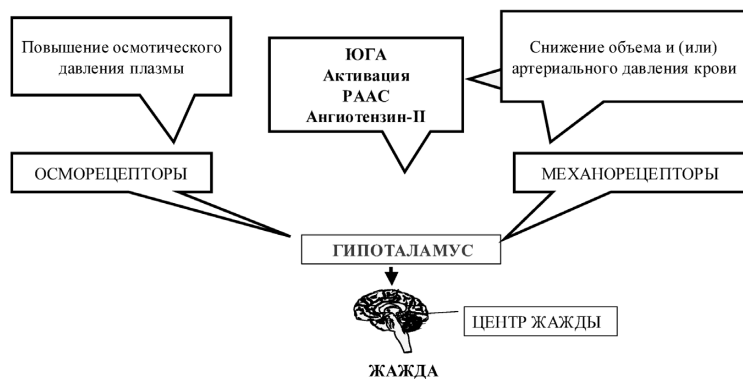 Повышение осмотического
давления плазмы
ЮГА
Активация
РААС
Ангиотензин-II
Снижение объема и (или)
артериального давления крови
ОСМОРЕЦЕПТОРЫ
МЕХАНОРЕЦЕПТОРЫ
ГИПОТАЛАМУС
ЦЕНТР ЖАЖДЫ
ЖАЖДА